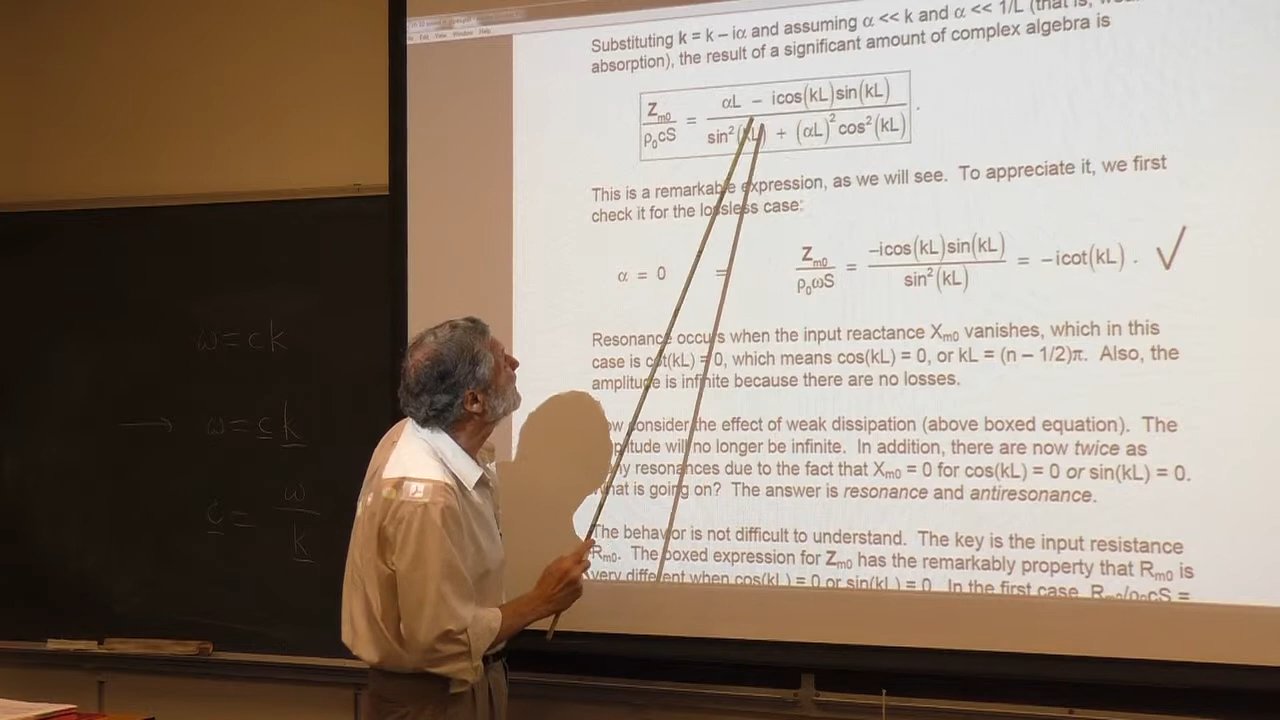 Edit View Window Help
Substituting k = k – iα and assuming α << k and α << 1/L (that is,
absorption), the result of a significant amount of complex algebra is
Zm0/ρ₀cS = (αL – icos(kL)sin(kL)) / (sin²(kL) + (αL)²cos²(kL)) .
This is a remarkable expression, as we will see. To appreciate it, we first
check it for the lossless case:
α = 0 = Zm0/ρ₀ωS = –icos(kL)sin(kL) / sin²(kL) = –icot(kL) . ✓
Resonance occurs when the input reactance Xm0 vanishes, which in this
case is cot(kL) = 0, which means cos(kL) = 0, or kL = (n – 1/2)π. Also, the
amplitude is infinite because there are no losses.
consider the effect of weak dissipation (above boxed equation). The
will no longer be infinite. In addition, there are now twice as
resonances due to the fact that Xm0 = 0 for cos(kL) = 0 or sin(kL) = 0.
What is going on? The answer is resonance and antiresonance.
The behavior is not difficult to understand. The key is the input resistance
Rm0. The boxed expression for Zm0 has the remarkably property that Rm0 is
very different when cos(kL) = 0 or sin(kL) = 0. In the first case, Rm0/ρ₀cS =
ω = ck
→ ω = c k
c = ω/k